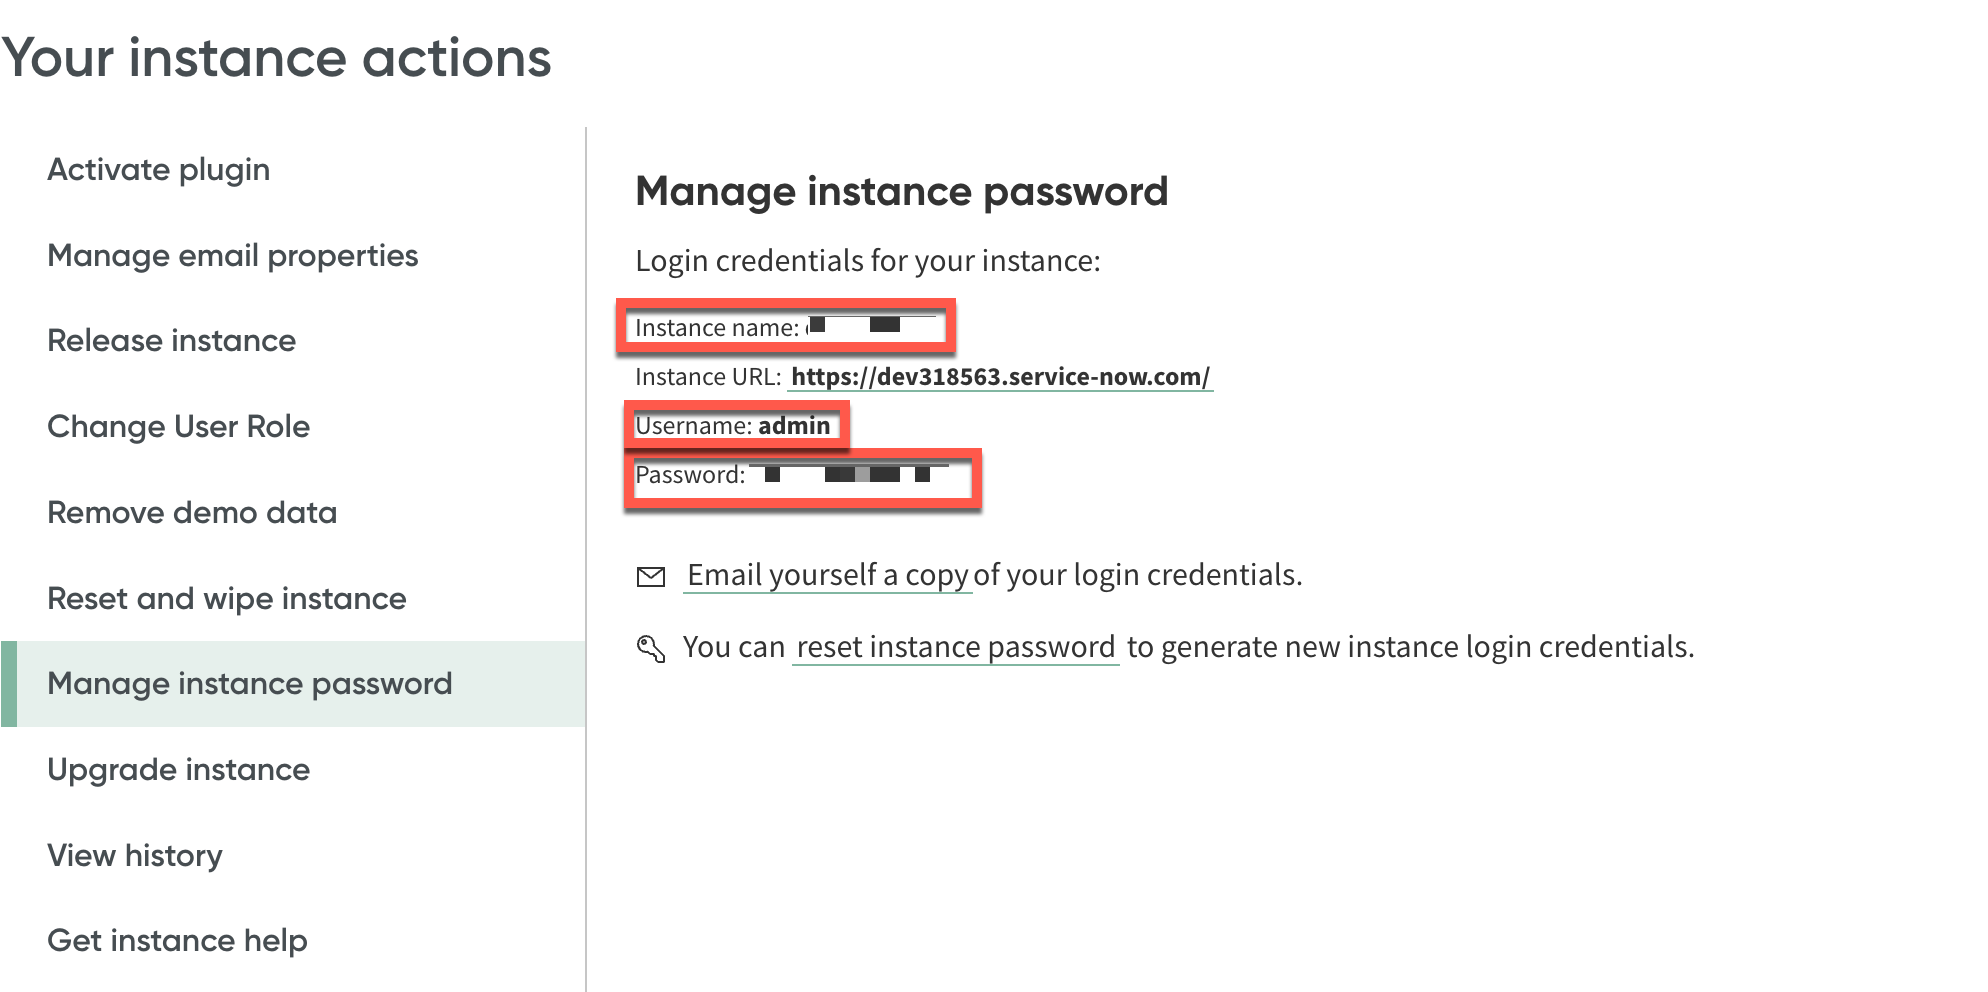 Your instance actions
Activate plugin
Manage email properties
Release instance
Change User Role
Remove demo data
Reset and wipe instance
Manage instance password
Upgrade instance
View history
Get instance help
Manage instance password
Login credentials for your instance:
Instance name:
Instance URL: https://dev318563.service-now.com/
Username: admin
Password:
Email yourself a copy of your login credentials.
You can reset instance password to generate new instance login credentials.